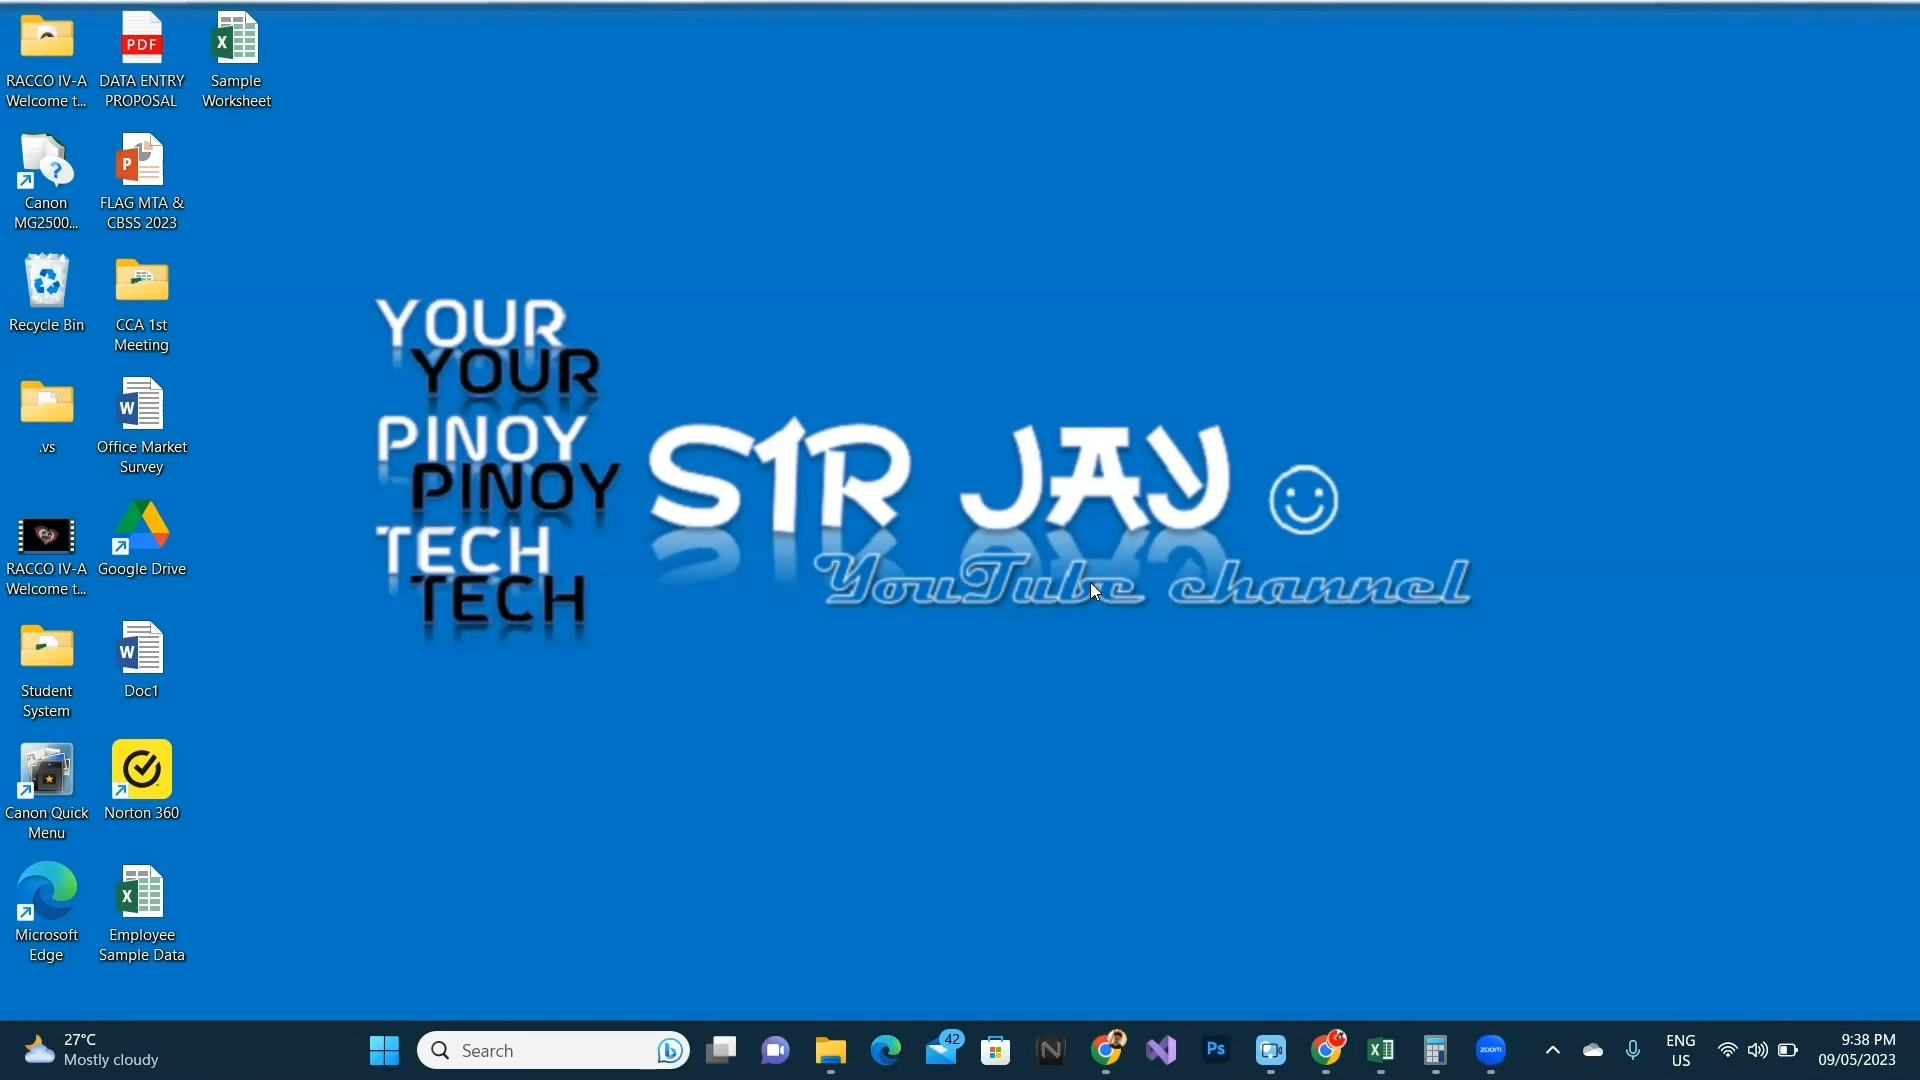 RACCO IV-A
Welcome t...
DATA ENTRY
PROPOSAL
Sample
Worksheet
Canon
MG2500...
FLAG MTA &
CBSS 2023
Recycle Bin
CCA 1st
Meeting
.vs
Office Market
Survey
RACCO IV-A
Welcome t...
Google Drive
Student
System
Doc1
Canon Quick
Menu
Norton 360
Microsoft
Edge
Employee
Sample Data
PDF
YOUR
YOUR
PINOY
PINOY
TECH
TECH
S1R JAY
YouTube channel
27°C
Mostly cloudy
Search
42
Ps
zoom
ENG
US
9:38 PM
09/05/2023